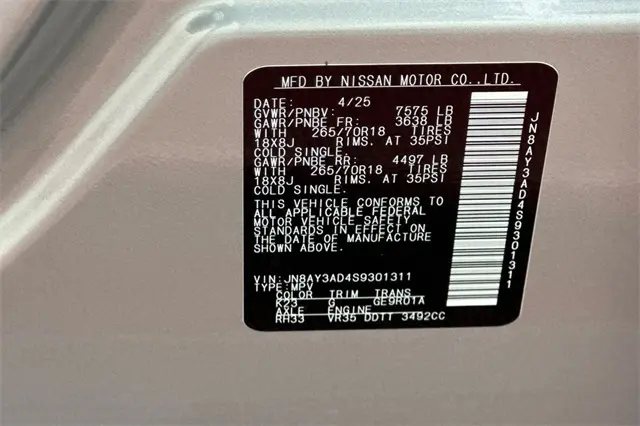 MFD BY NISSAN MOTOR CO.,LTD.
DATE: 4/25
GVWR/PNBV: 7575 LB
GAWR/PNBE FR: 3638 LB
WITH 265/70R18 TIRES
18X8J RIMS. AT 35PSI
COLD SINGLE.
GAWR/PNBE RR: 4497 LB
WITH 265/70R18 TIRES
18X8J RIMS. AT 35PSI
COLD SINGLE.
THIS VEHICLE CONFORMS TO
ALL APPLICABLE FEDERAL
MOTOR VEHICLE SAFETY
STANDARDS IN EFFECT ON
THE DATE OF MANUFACTURE
SHOWN ABOVE.
VIN: JN8AY3AD4S9301311
TYPE: MPV
COLOR TRIM TRANS
K23 G GE9R01A
AXLE ENGINE
RH33 VR35 DDTT 3492CC
JN8AY3AD4S9301311